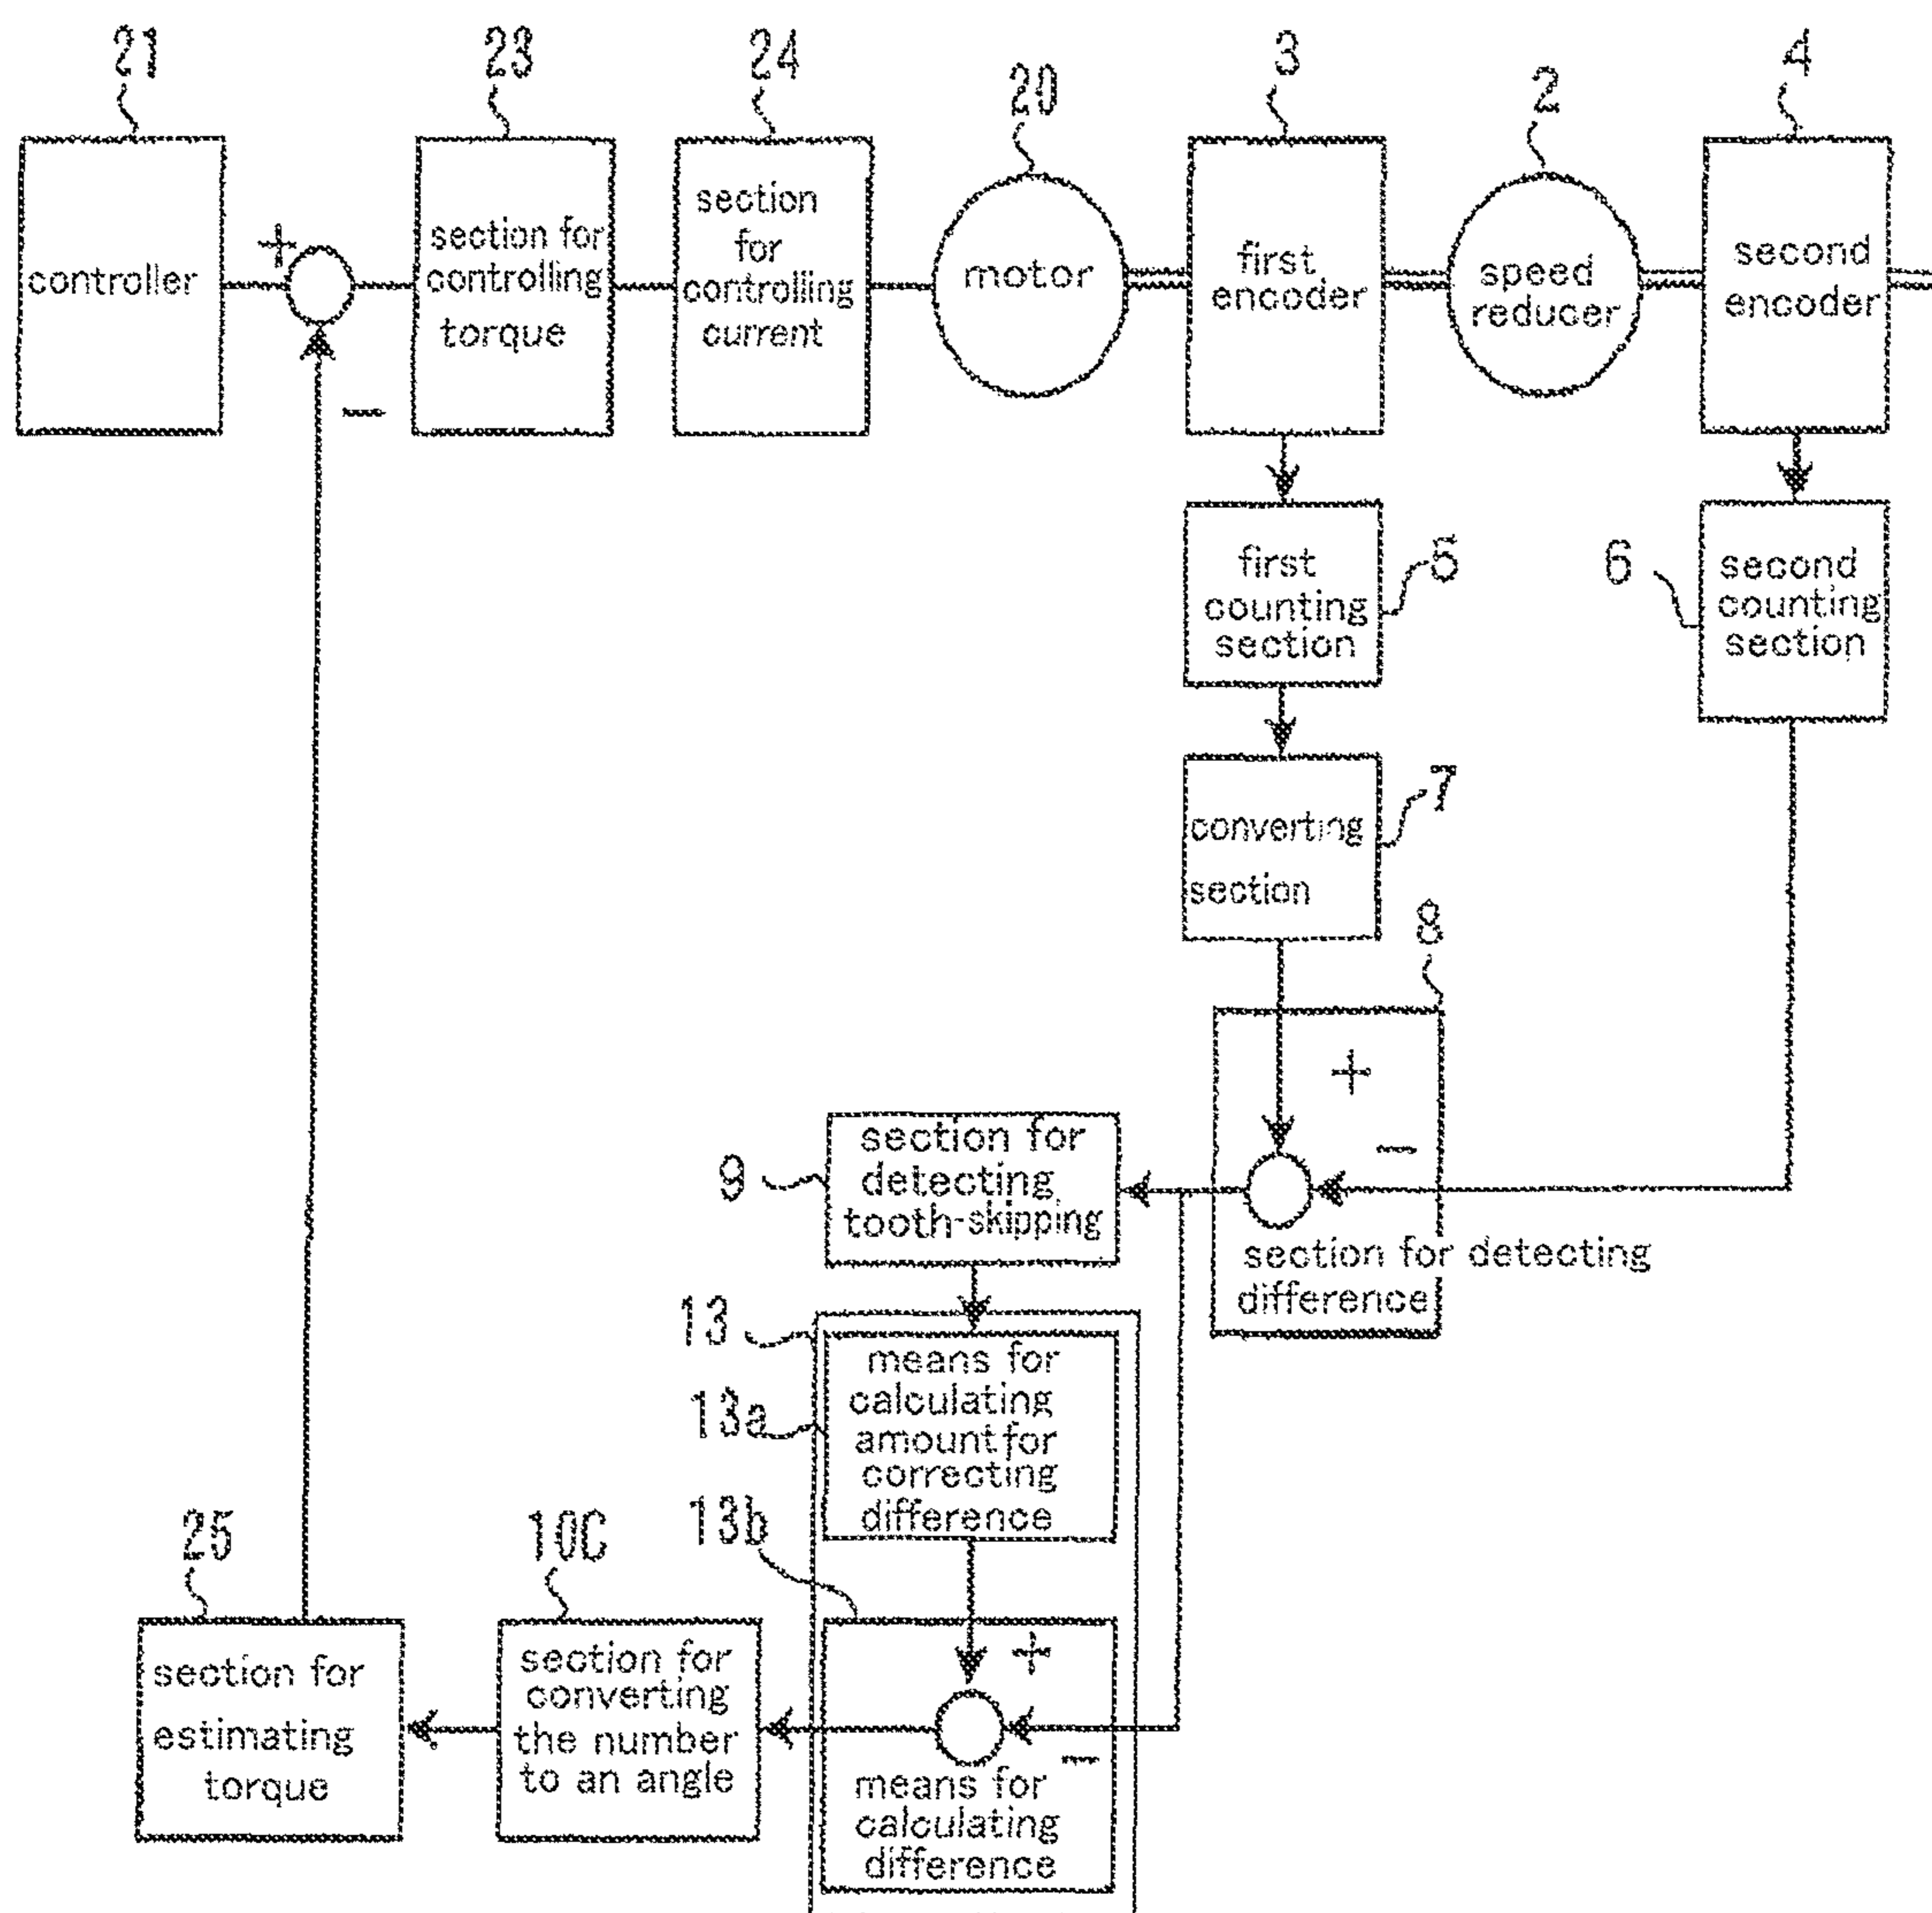 21
23
24
20
3
2
4
controller
+
−
section for
controlling
torque
section
for
controlling
current
motor
first
encoder
speed
reducer
second
encoder
first
counting
section
5
6
second
counting
section
converting
section
7
8
+
−
section for detecting
difference
9
section for
detecting
tooth-skipping
13
13a
means for
calculating
amount for
correcting
difference
13b
+
−
means for
calculating
difference
10C
section for
converting
the number
to an angle
25
section for
estimating
torque